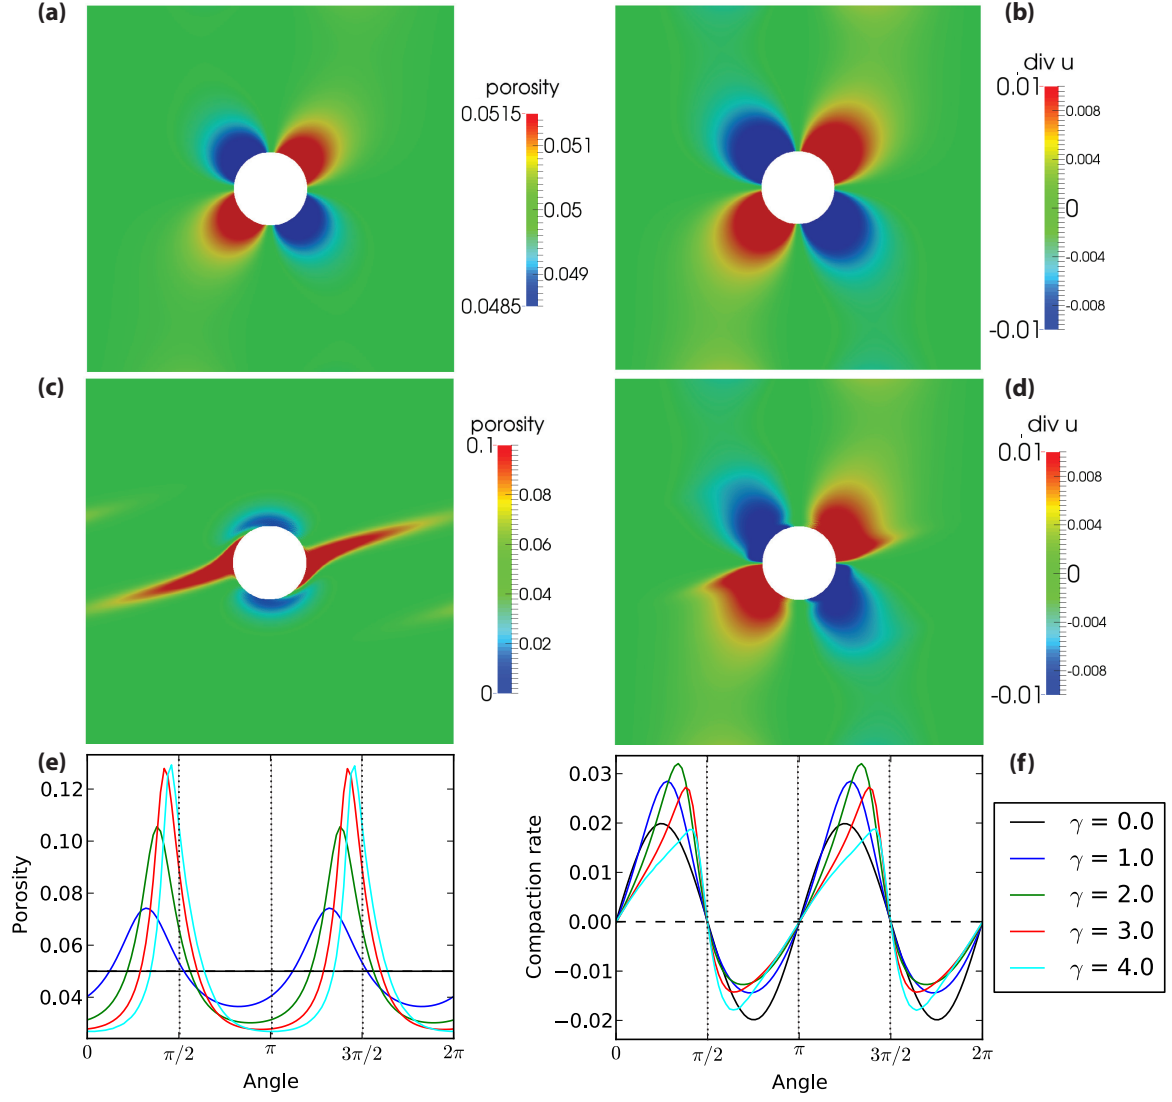 (a)
porosity
0.0515
0.051
0.05
0.049
0.0485
(b)
div u
0.01
0.008
0.004
0
-0.004
-0.008
-0.01
(c)
porosity
0.1
0.08
0.06
0.04
0.02
0
(d)
div u
0.01
0.008
0.004
0
-0.004
-0.008
-0.01
(e)
0.12
0.10
0.08
0.06
0.04
Porosity
0 π/2 π 3π/2 2π
Angle
(f)
0.03
0.02
0.01
0.00
−0.01
−0.02
Compaction rate
0 π/2 π 3π/2 2π
Angle
γ = 0.0
γ = 1.0
γ = 2.0
γ = 3.0
γ = 4.0